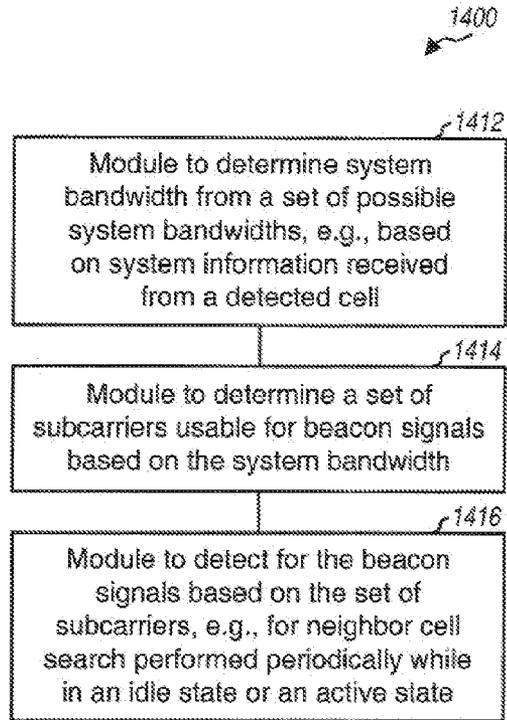 1400
1412
Module to determine system
bandwidth from a set of possible
system bandwidths, e.g., based
on system information received
from a detected cell
1414
Module to determine a set of
subcarriers usable for beacon signals
based on the system bandwidth
1416
Module to detect for the beacon
signals based on the set of
subcarriers, e.g., for neighbor cell
search performed periodically while
in an idle state or an active state